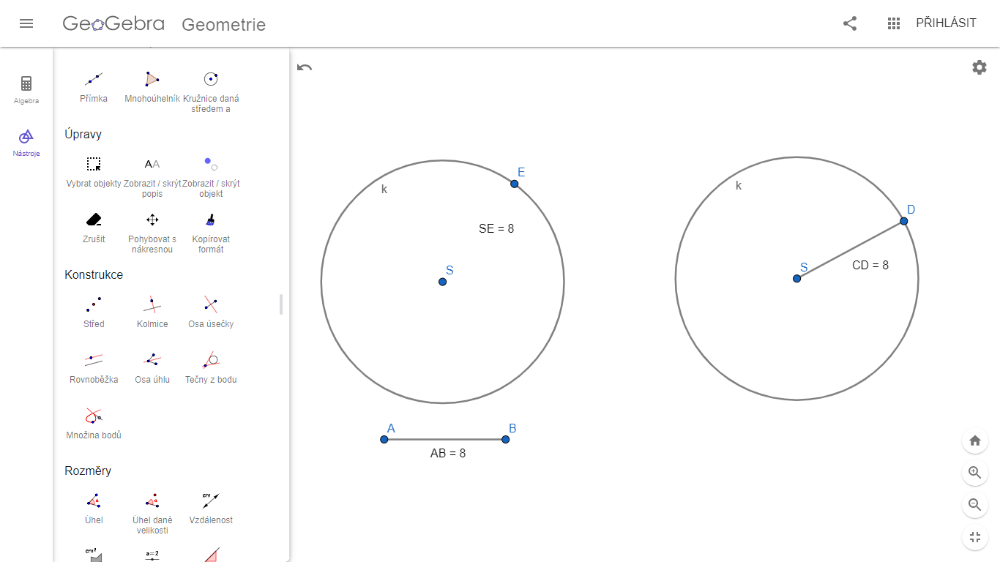 GeoGebra Geometrie
PŘIHLÁSIT
Algebra
Nástroje
Přímka
Mnohoúhelník
Kružnice daná
středem a
Úpravy
Vybrat objekty
Zobrazit / skrýt
popis
Zobrazit / skrýt
objekt
Zrušit
Pohybovat s
nákresnou
Kopírovat
formát
Konstrukce
Střed
Kolmice
Osa úsečky
Rovnoběžka
Osa úhlu
Tečny z bodu
Množina bodů
Rozměry
cm
Úhel
Úhel dané
velikosti
Vzdálenost
cm²
a=2
E
k
SE = 8
S
A
B
AB = 8
k
D
S
CD = 8